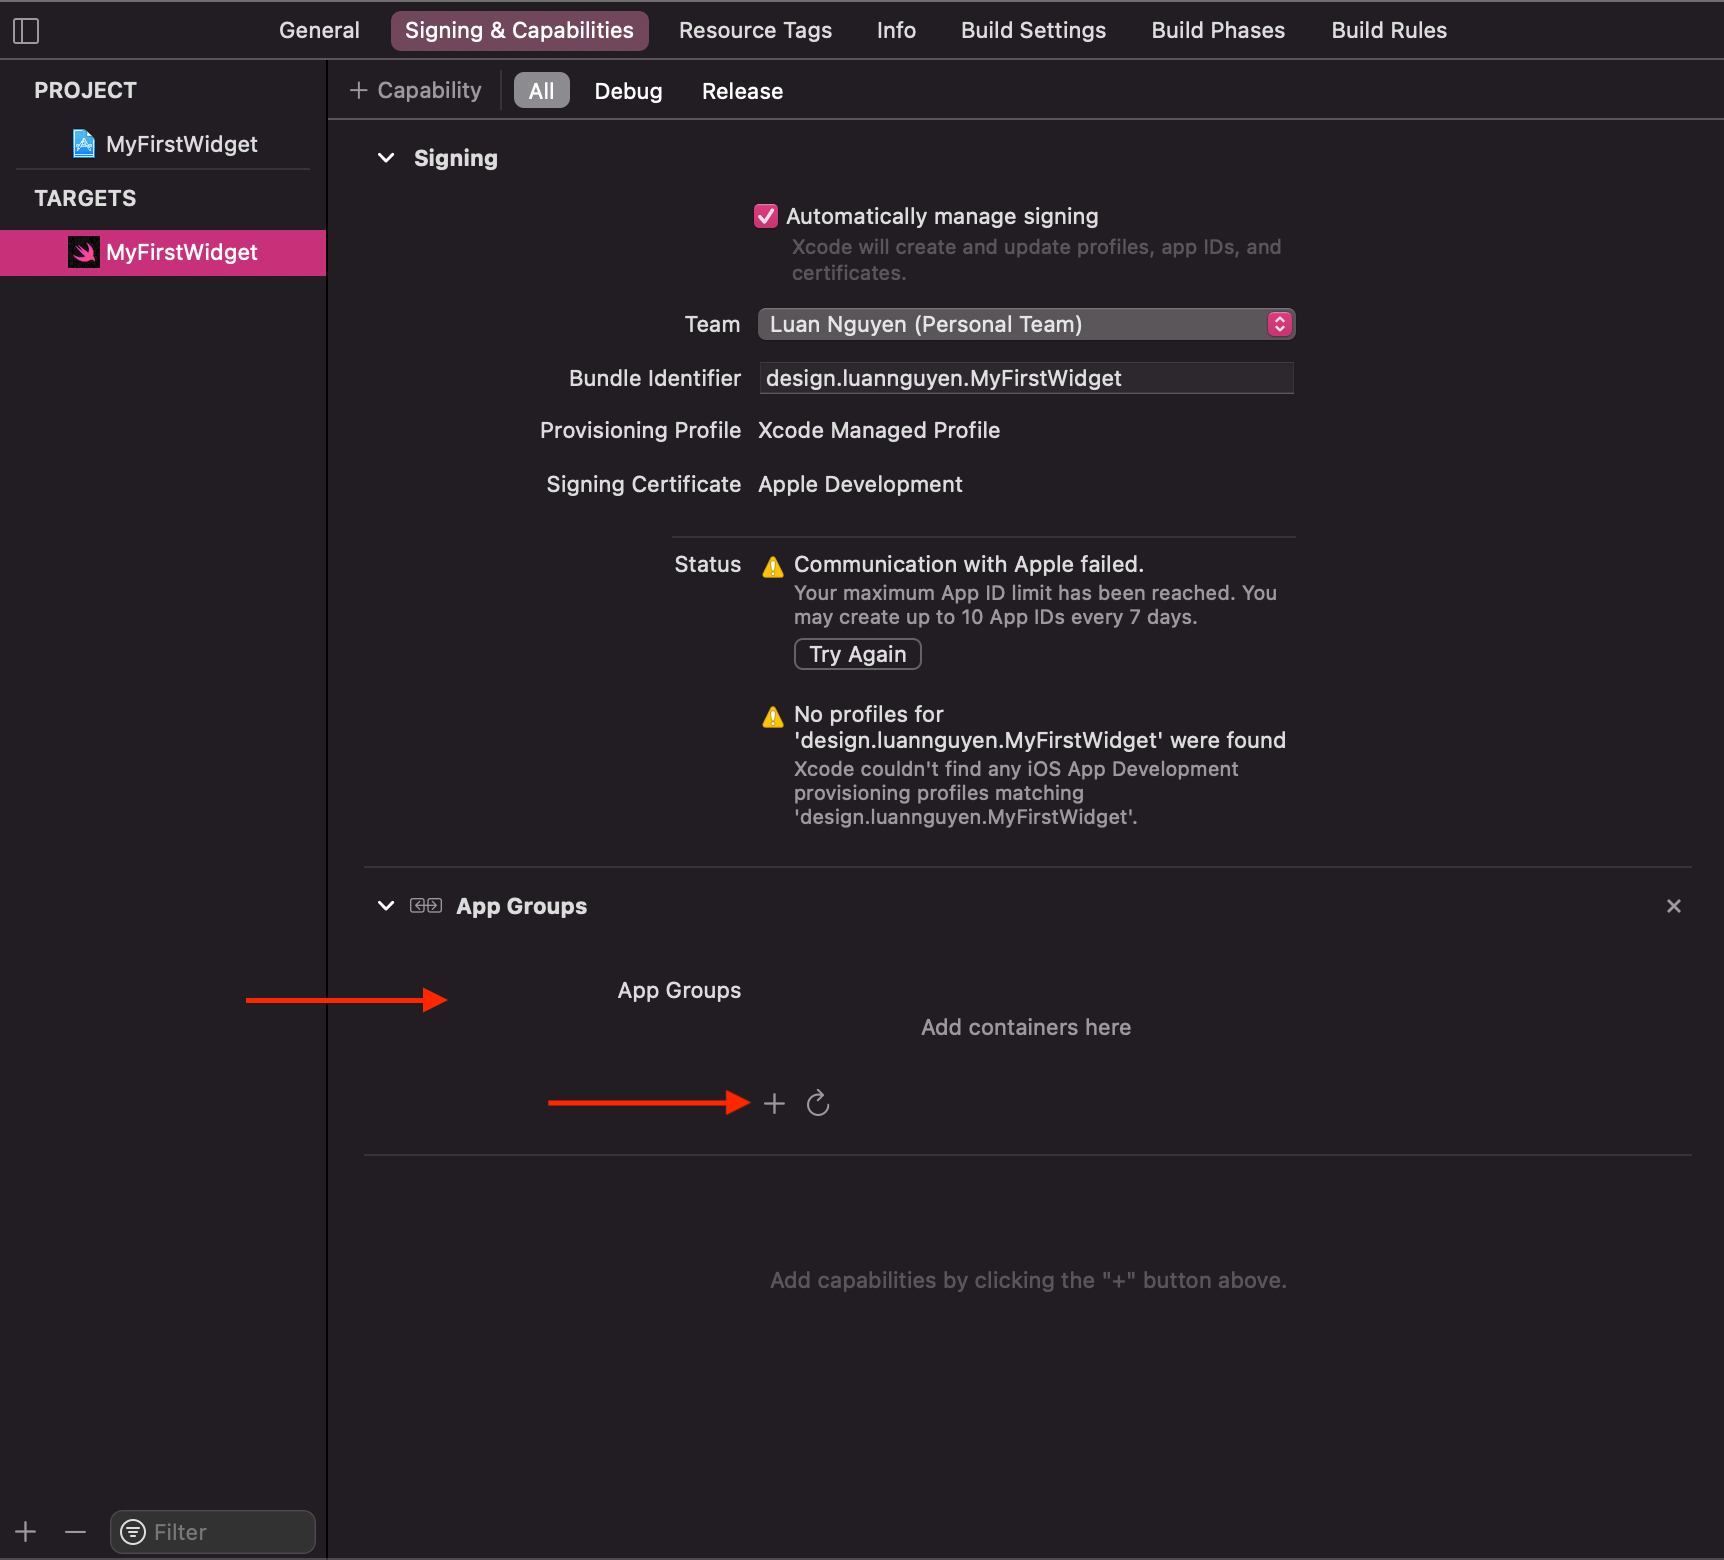 General Signing & Capabilities Resource Tags Info Build Settings Build Phases Build Rules
PROJECT
MyFirstWidget
TARGETS
MyFirstWidget
+ Capability All Debug Release
Signing
Automatically manage signing
Xcode will create and update profiles, app IDs, and
certificates.
Team Luan Nguyen (Personal Team)
Bundle Identifier design.luannguyen.MyFirstWidget
Provisioning Profile Xcode Managed Profile
Signing Certificate Apple Development
Status Communication with Apple failed.
Your maximum App ID limit has been reached. You
may create up to 10 App IDs every 7 days.
Try Again
No profiles for
'design.luannguyen.MyFirstWidget' were found
Xcode couldn't find any iOS App Development
provisioning profiles matching
'design.luannguyen.MyFirstWidget'.
App Groups
App Groups
Add containers here
Add capabilities by clicking the "+" button above.
Filter